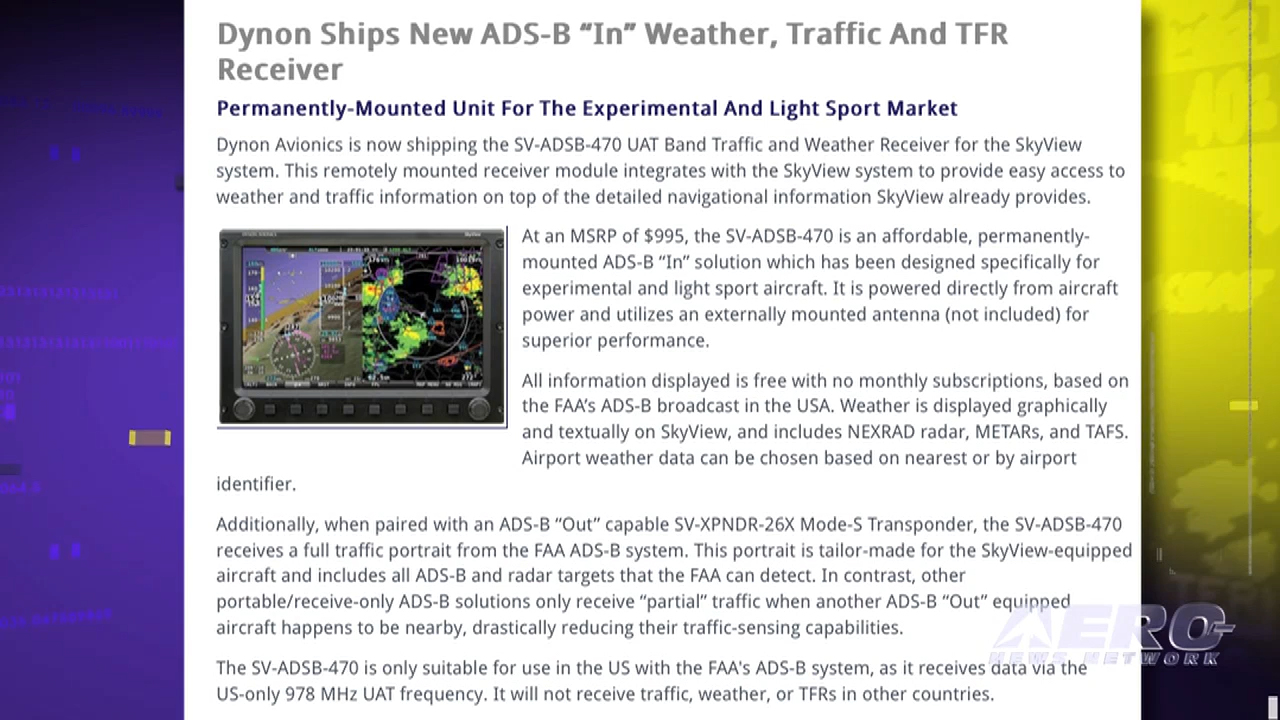 Dynon Ships New ADS-B “In” Weather, Traffic And TFR
Receiver
Permanently-Mounted Unit For The Experimental And Light Sport Market
Dynon Avionics is now shipping the SV-ADSB-470 UAT Band Traffic and Weather Receiver for the SkyView
system. This remotely mounted receiver module integrates with the SkyView system to provide easy access to
weather and traffic information on top of the detailed navigational information SkyView already provides.
At an MSRP of $995, the SV-ADSB-470 is an affordable, permanently-
mounted ADS-B “In” solution which has been designed specifically for
experimental and light sport aircraft. It is powered directly from aircraft
power and utilizes an externally mounted antenna (not included) for
superior performance.
All information displayed is free with no monthly subscriptions, based on
the FAA’s ADS-B broadcast in the USA. Weather is displayed graphically
and textually on SkyView, and includes NEXRAD radar, METARs, and TAFS.
Airport weather data can be chosen based on nearest or by airport
identifier.
Additionally, when paired with an ADS-B “Out” capable SV-XPNDR-26X Mode-S Transponder, the SV-ADSB-470
receives a full traffic portrait from the FAA ADS-B system. This portrait is tailor-made for the SkyView-equipped
aircraft and includes all ADS-B and radar targets that the FAA can detect. In contrast, other
portable/receive-only ADS-B solutions only receive “partial” traffic when another ADS-B “Out” equipped
aircraft happens to be nearby, drastically reducing their traffic-sensing capabilities.
The SV-ADSB-470 is only suitable for use in the US with the FAA's ADS-B system, as it receives data via the
US-only 978 MHz UAT frequency. It will not receive traffic, weather, or TFRs in other countries.
AERO
NEWS NETWORK